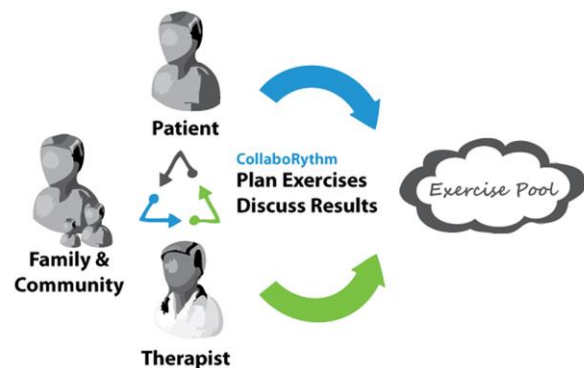 Patient
CollaboRythm
Plan Exercises
Discuss Results
Exercise Pool
Family &
Community
Therapist